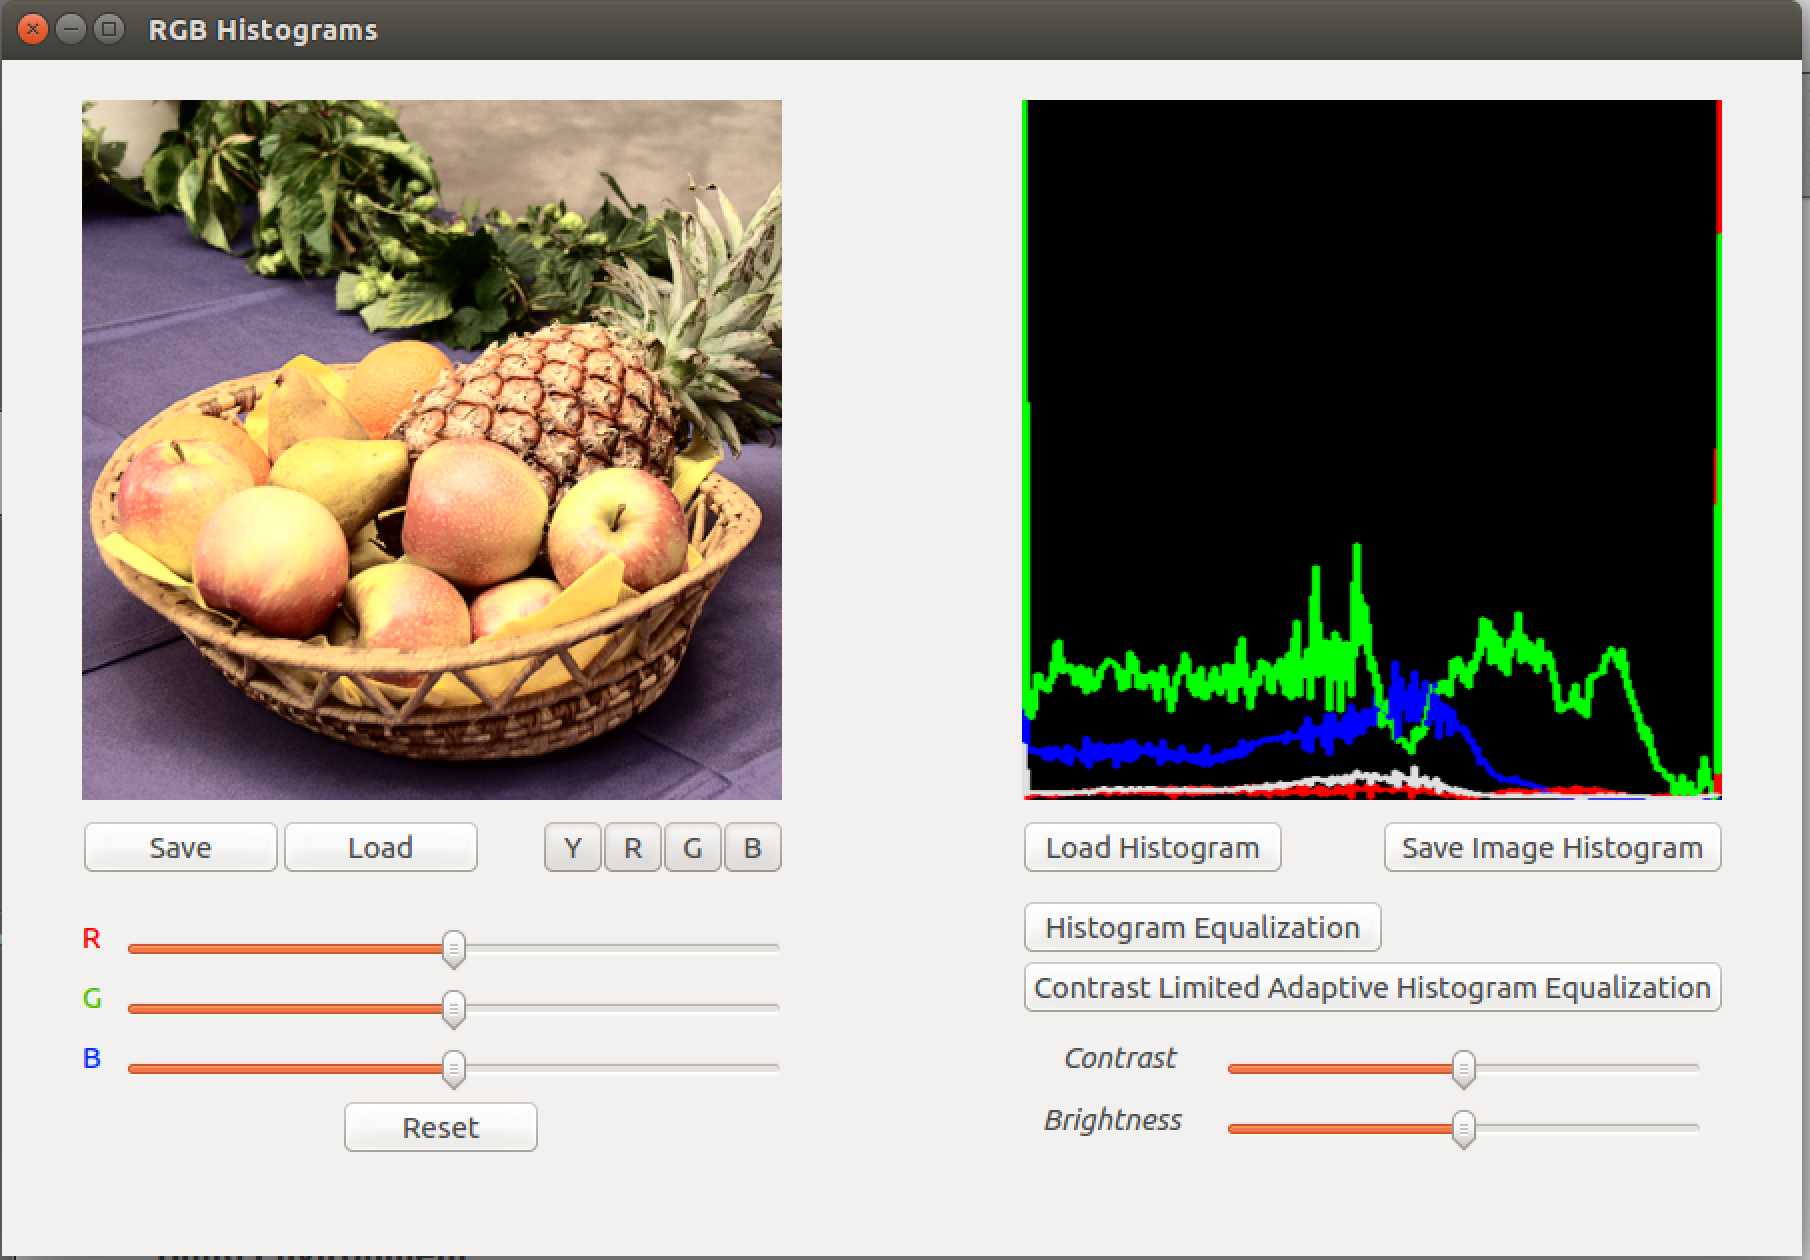 RGB Histograms
Save
Load
Y
R
G
B
Load Histogram
Save Image Histogram
Histogram Equalization
Contrast Limited Adaptive Histogram Equalization
R
G
B
Reset
Contrast
Brightness